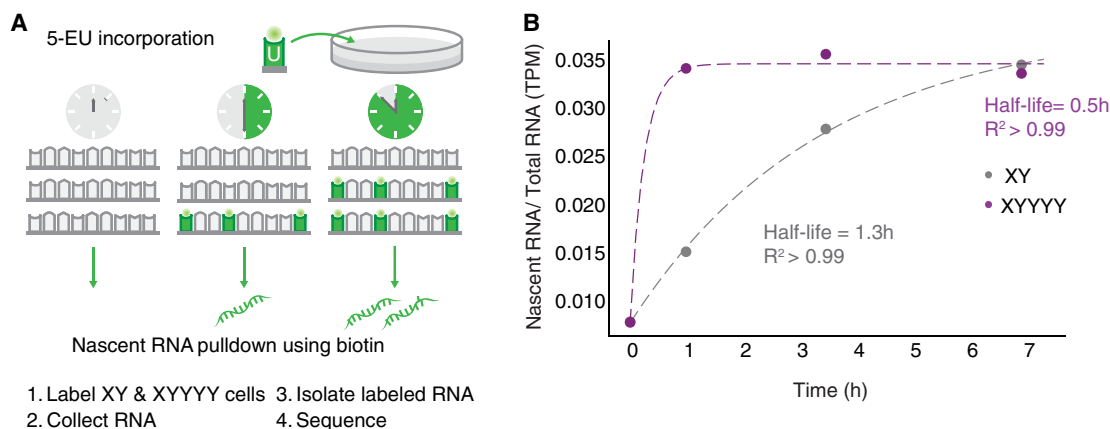 A
5-EU incorporation
U
Nascent RNA pulldown using biotin
1. Label XY & XYYYY cells
2. Collect RNA
3. Isolate labeled RNA
4. Sequence
B
Nascent RNA/ Total RNA (TPM)
0.035
0.030
0.025
0.020
0.015
0.010
Half-life= 0.5h
R² > 0.99
XY
XYYYY
Half-life = 1.3h
R² > 0.99
0 1 2 3 4 5 6 7
Time (h)